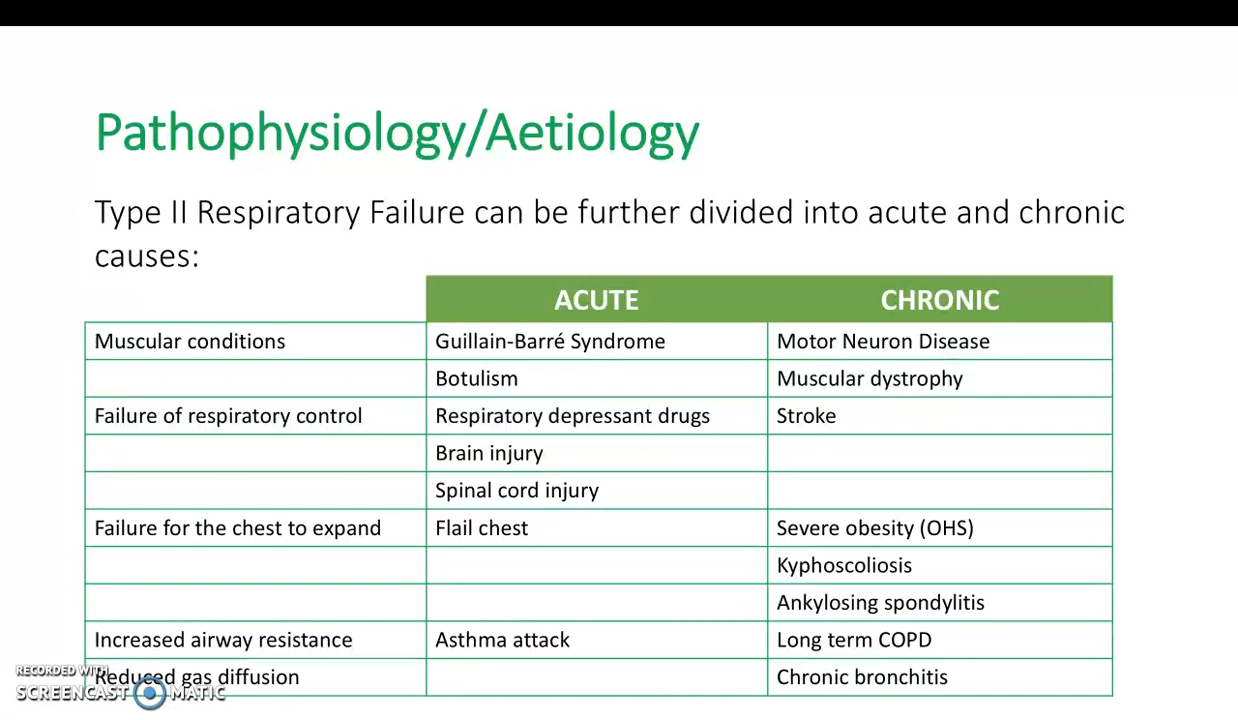 Pathophysiology/Aetiology
Type II Respiratory Failure can be further divided into acute and chronic
causes:
ACUTE CHRONIC
Muscular conditions Guillain-Barré Syndrome Motor Neuron Disease
Botulism Muscular dystrophy
Failure of respiratory control Respiratory depressant drugs Stroke
Brain injury
Spinal cord injury
Failure for the chest to expand Flail chest Severe obesity (OHS)
Kyphoscoliosis
Ankylosing spondylitis
Increased airway resistance Asthma attack Long term COPD
Reduced gas diffusion Chronic bronchitis
RECORDED WITH
SCREENCAST MATIC